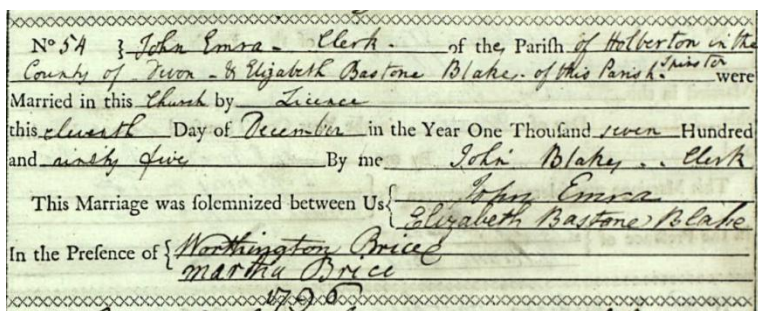 No 54 } John Emra - Clerk - of the Parish of Holberton in the
County of Devon - & Elizabeth Bastone Blake - of this Parish Spinster were
Married in this Church by Licence
this eleventh Day of December in the Year One Thouſand seven Hundred
and ninety five By me John Blake - Clerk
This Marriage was ſolemnized between Us { John Emra
Elizabeth Bastone Blake
In the Preſence of { Worthington Brice
Martha Brice
1796